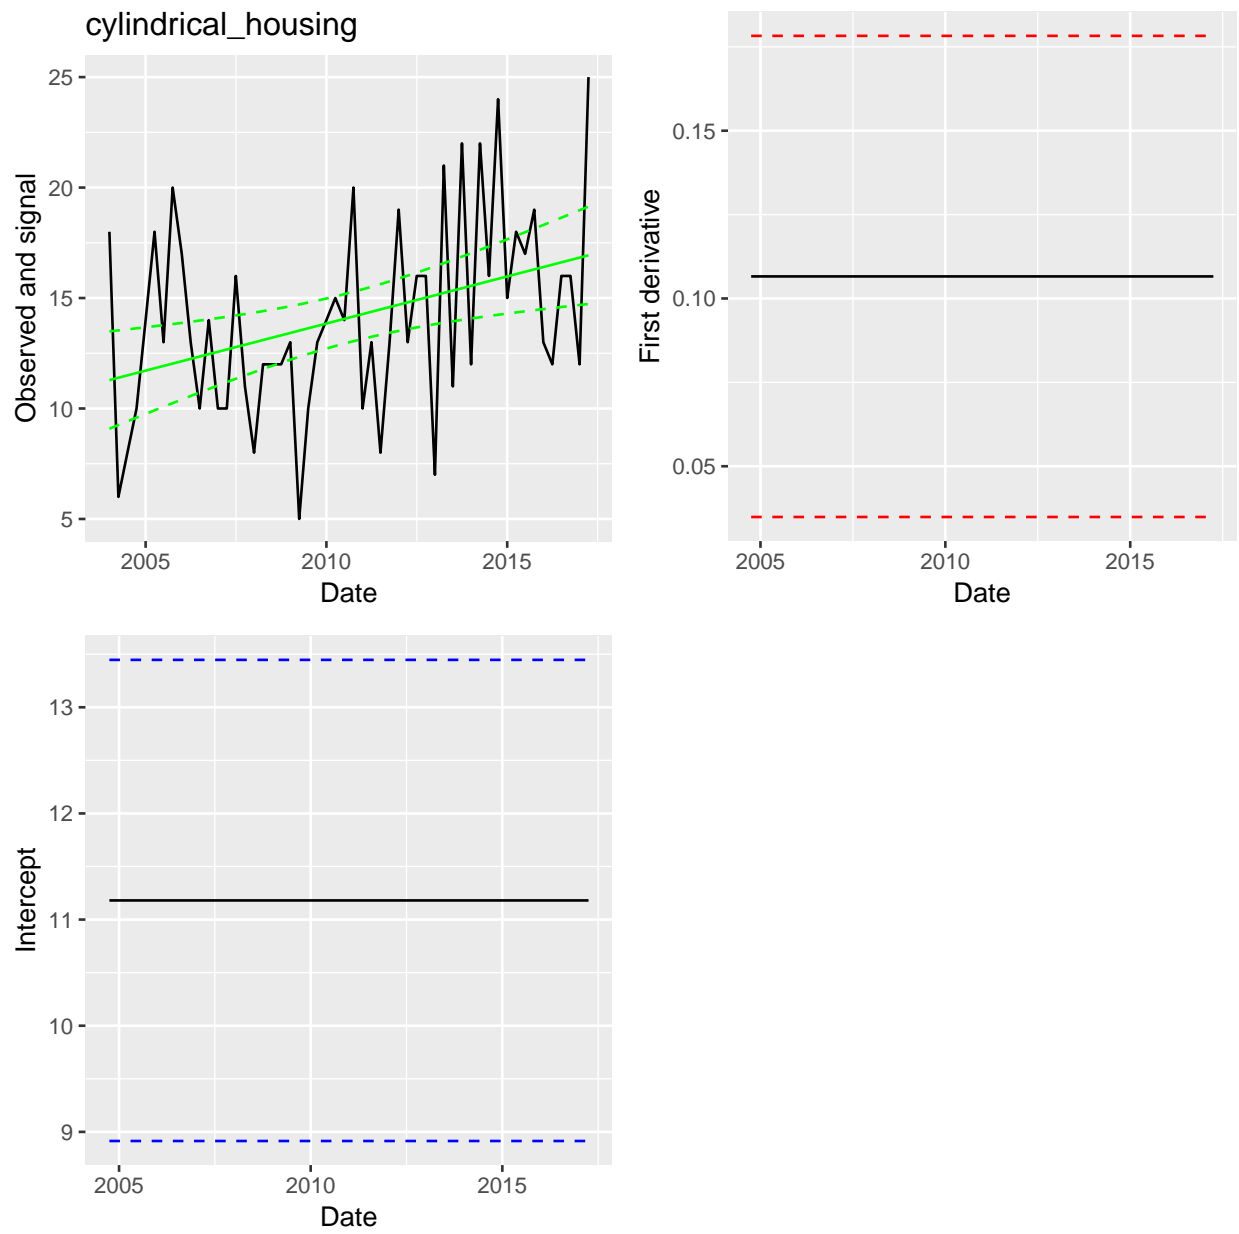 cylindrical_housing
Observed and signal
25
20
15
10
5
2005 2010 2015
Date
First derivative
0.15
0.10
0.05
2005 2010 2015
Date
Intercept
13
12
11
10
9
2005 2010 2015
Date